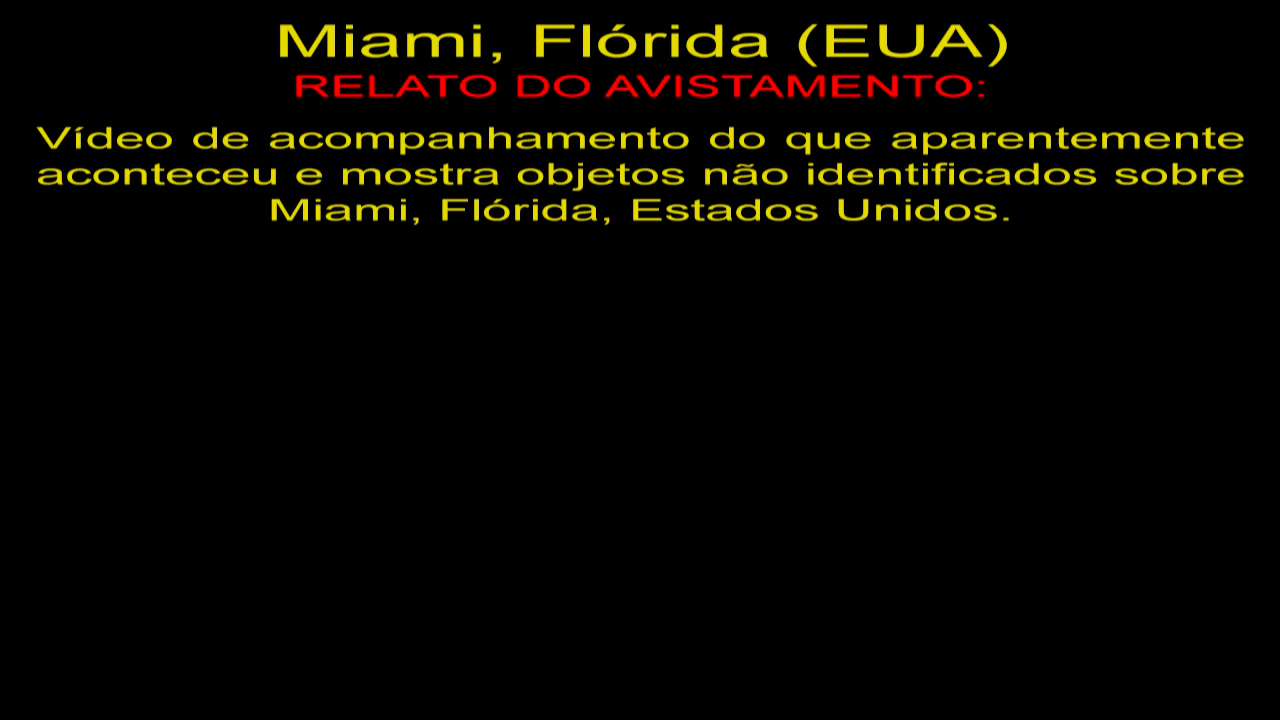 Miami, Flórida (EUA)
RELATO DO AVISTAMENTO:
Vídeo de acompanhamento do que aparentemente
aconteceu e mostra objetos não identificados sobre
Miami, Flórida, Estados Unidos.